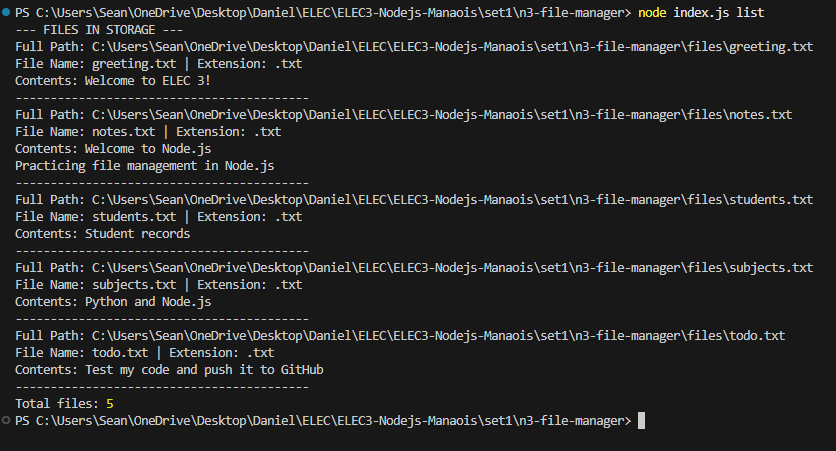 PS C:\Users\Sean\OneDrive\Desktop\Daniel\ELEC\ELEC3-Nodejs-Manaois\set1\n3-file-manager> node index.js list
--- FILES IN STORAGE ---
Full Path: C:\Users\Sean\OneDrive\Desktop\Daniel\ELEC\ELEC3-Nodejs-Manaois\set1\n3-file-manager\files\greeting.txt
File Name: greeting.txt | Extension: .txt
Contents: Welcome to ELEC 3!
------------------------------------------
Full Path: C:\Users\Sean\OneDrive\Desktop\Daniel\ELEC\ELEC3-Nodejs-Manaois\set1\n3-file-manager\files\notes.txt
File Name: notes.txt | Extension: .txt
Contents: Welcome to Node.js
Practicing file management in Node.js
------------------------------------------
Full Path: C:\Users\Sean\OneDrive\Desktop\Daniel\ELEC\ELEC3-Nodejs-Manaois\set1\n3-file-manager\files\students.txt
File Name: students.txt | Extension: .txt
Contents: Student records
------------------------------------------
Full Path: C:\Users\Sean\OneDrive\Desktop\Daniel\ELEC\ELEC3-Nodejs-Manaois\set1\n3-file-manager\files\subjects.txt
File Name: subjects.txt | Extension: .txt
Contents: Python and Node.js
------------------------------------------
Full Path: C:\Users\Sean\OneDrive\Desktop\Daniel\ELEC\ELEC3-Nodejs-Manaois\set1\n3-file-manager\files\todo.txt
File Name: todo.txt | Extension: .txt
Contents: Test my code and push it to GitHub
------------------------------------------
Total files: 5
PS C:\Users\Sean\OneDrive\Desktop\Daniel\ELEC\ELEC3-Nodejs-Manaois\set1\n3-file-manager>